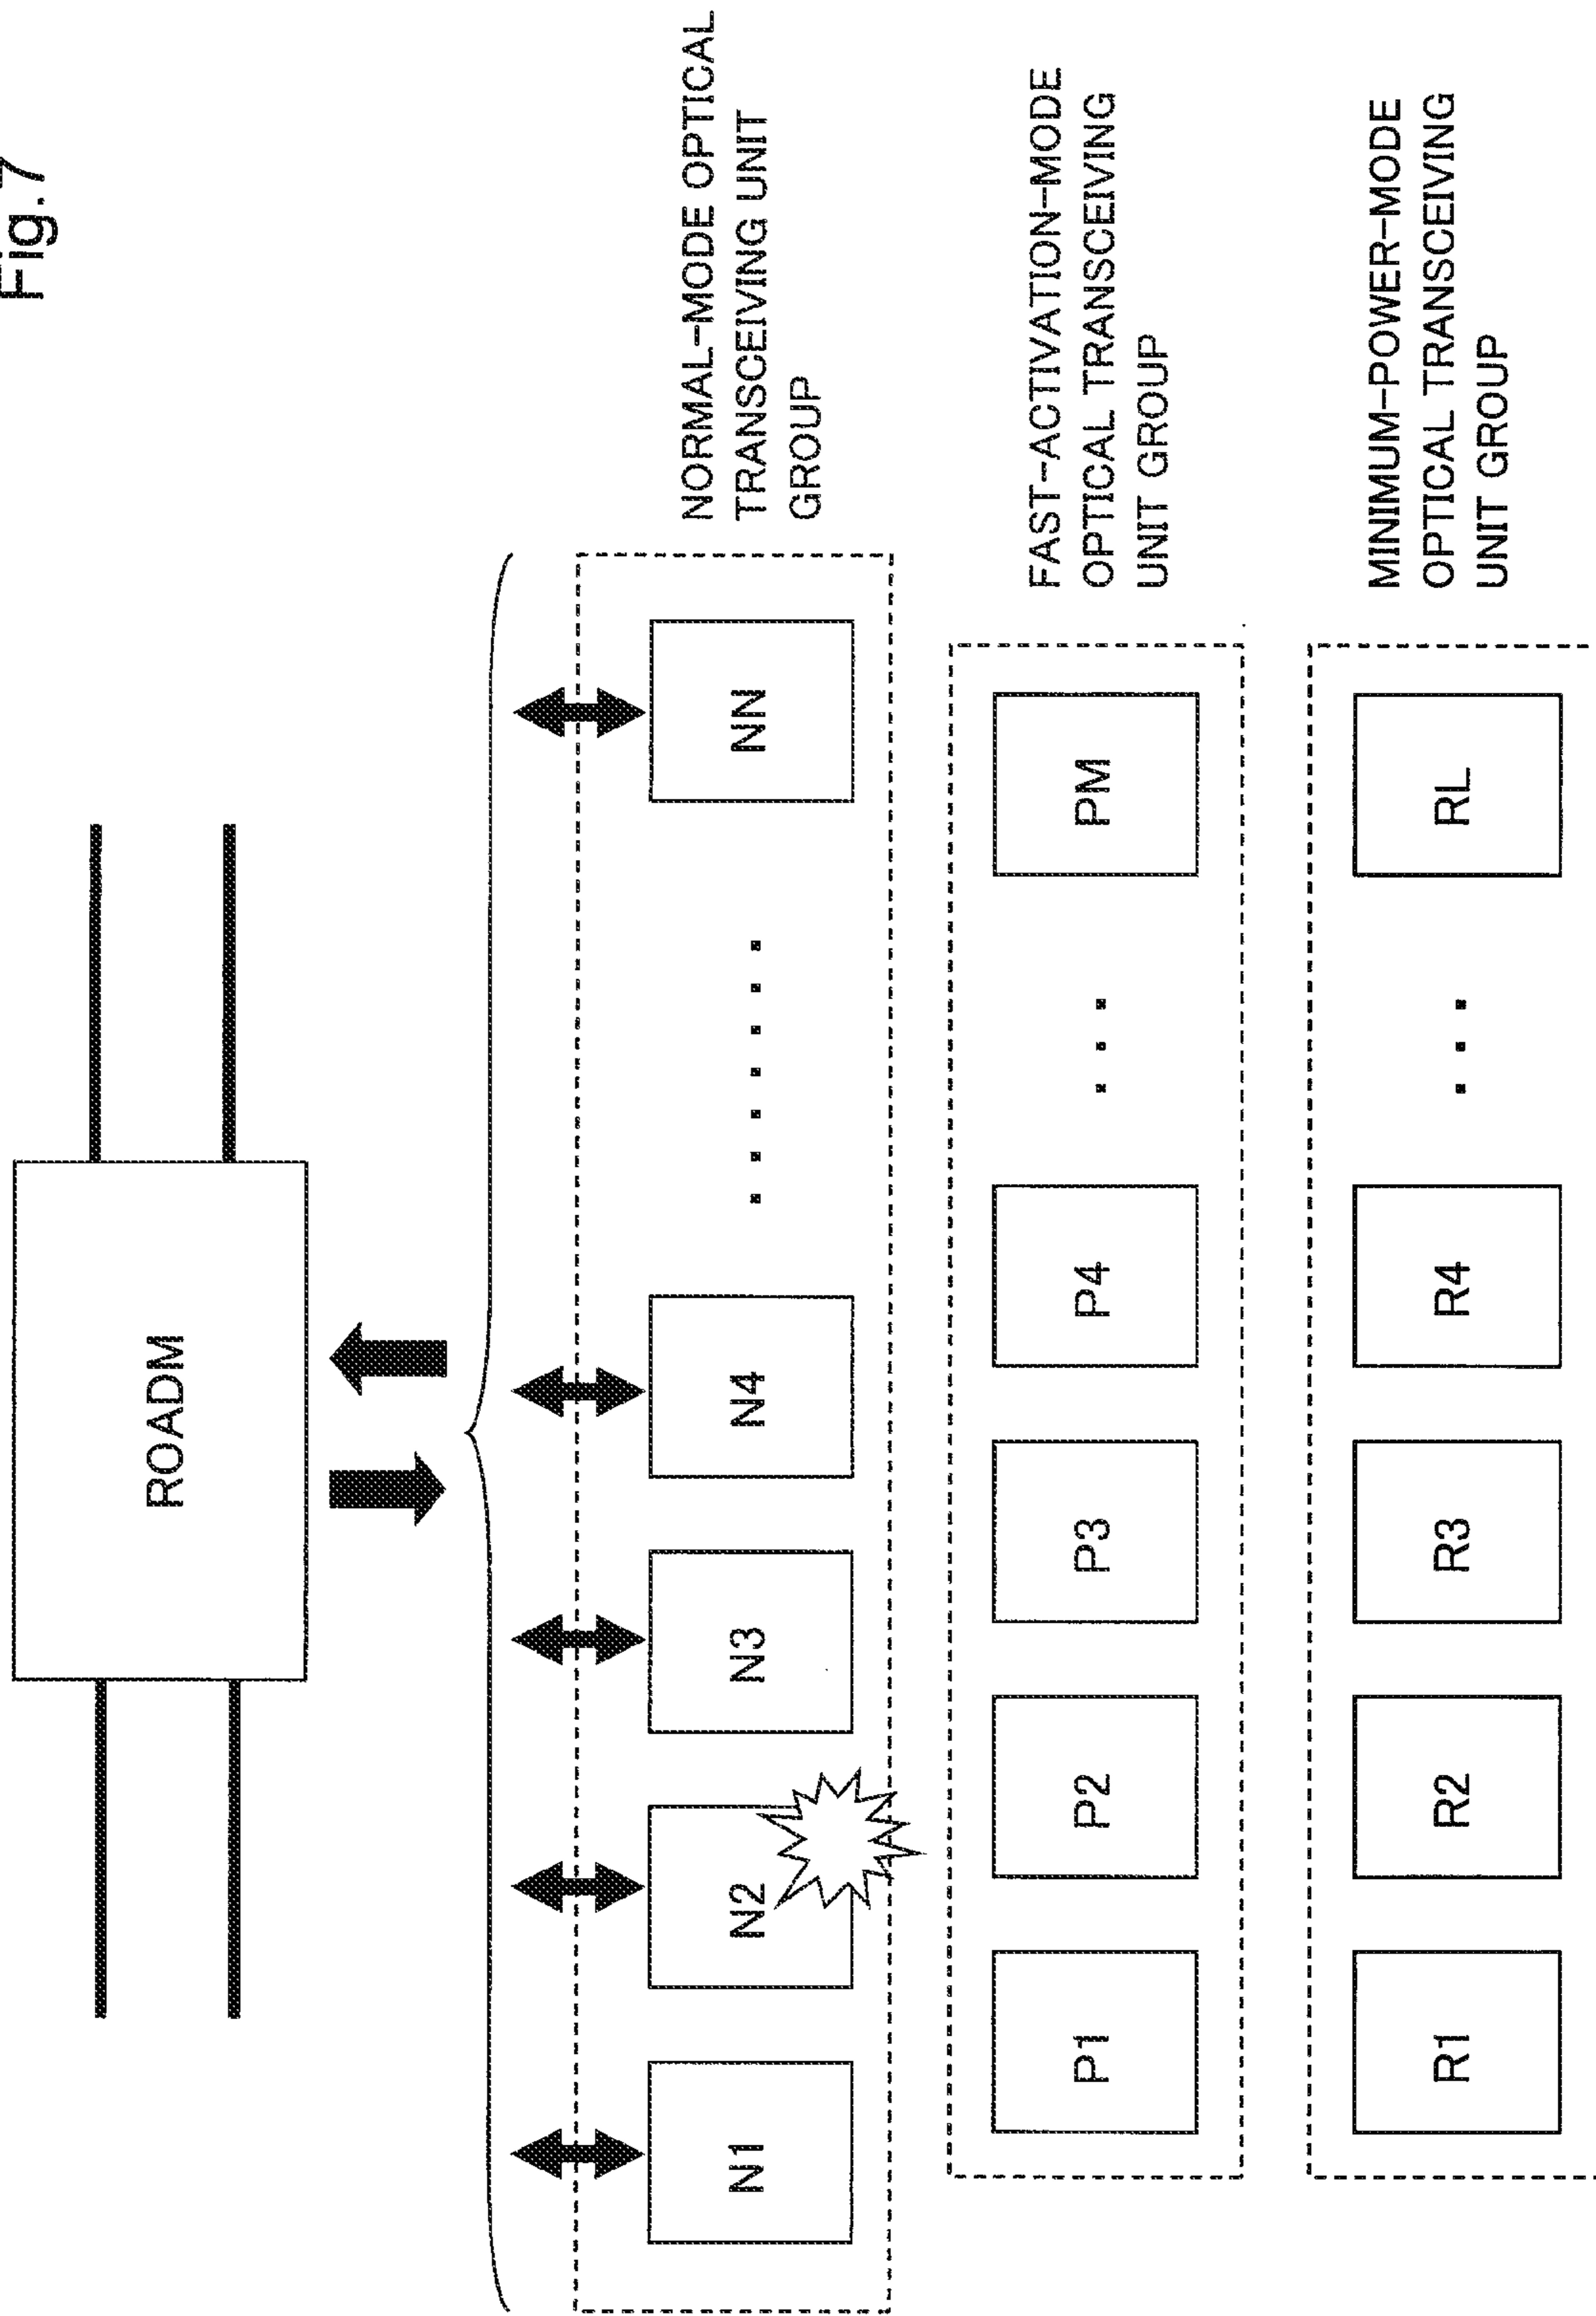 Fig.7
ROADM
N1
N2
N3
N4
NN
NORMAL-MODE OPTICAL
TRANSCEIVING UNIT
GROUP
P1
P2
P3
P4
PM
FAST-ACTIVATION-MODE
OPTICAL TRANSCEIVING
UNIT GROUP
R1
R2
R3
R4
RL
MINIMUM-POWER-MODE
OPTICAL TRANSCEIVING
UNIT GROUP